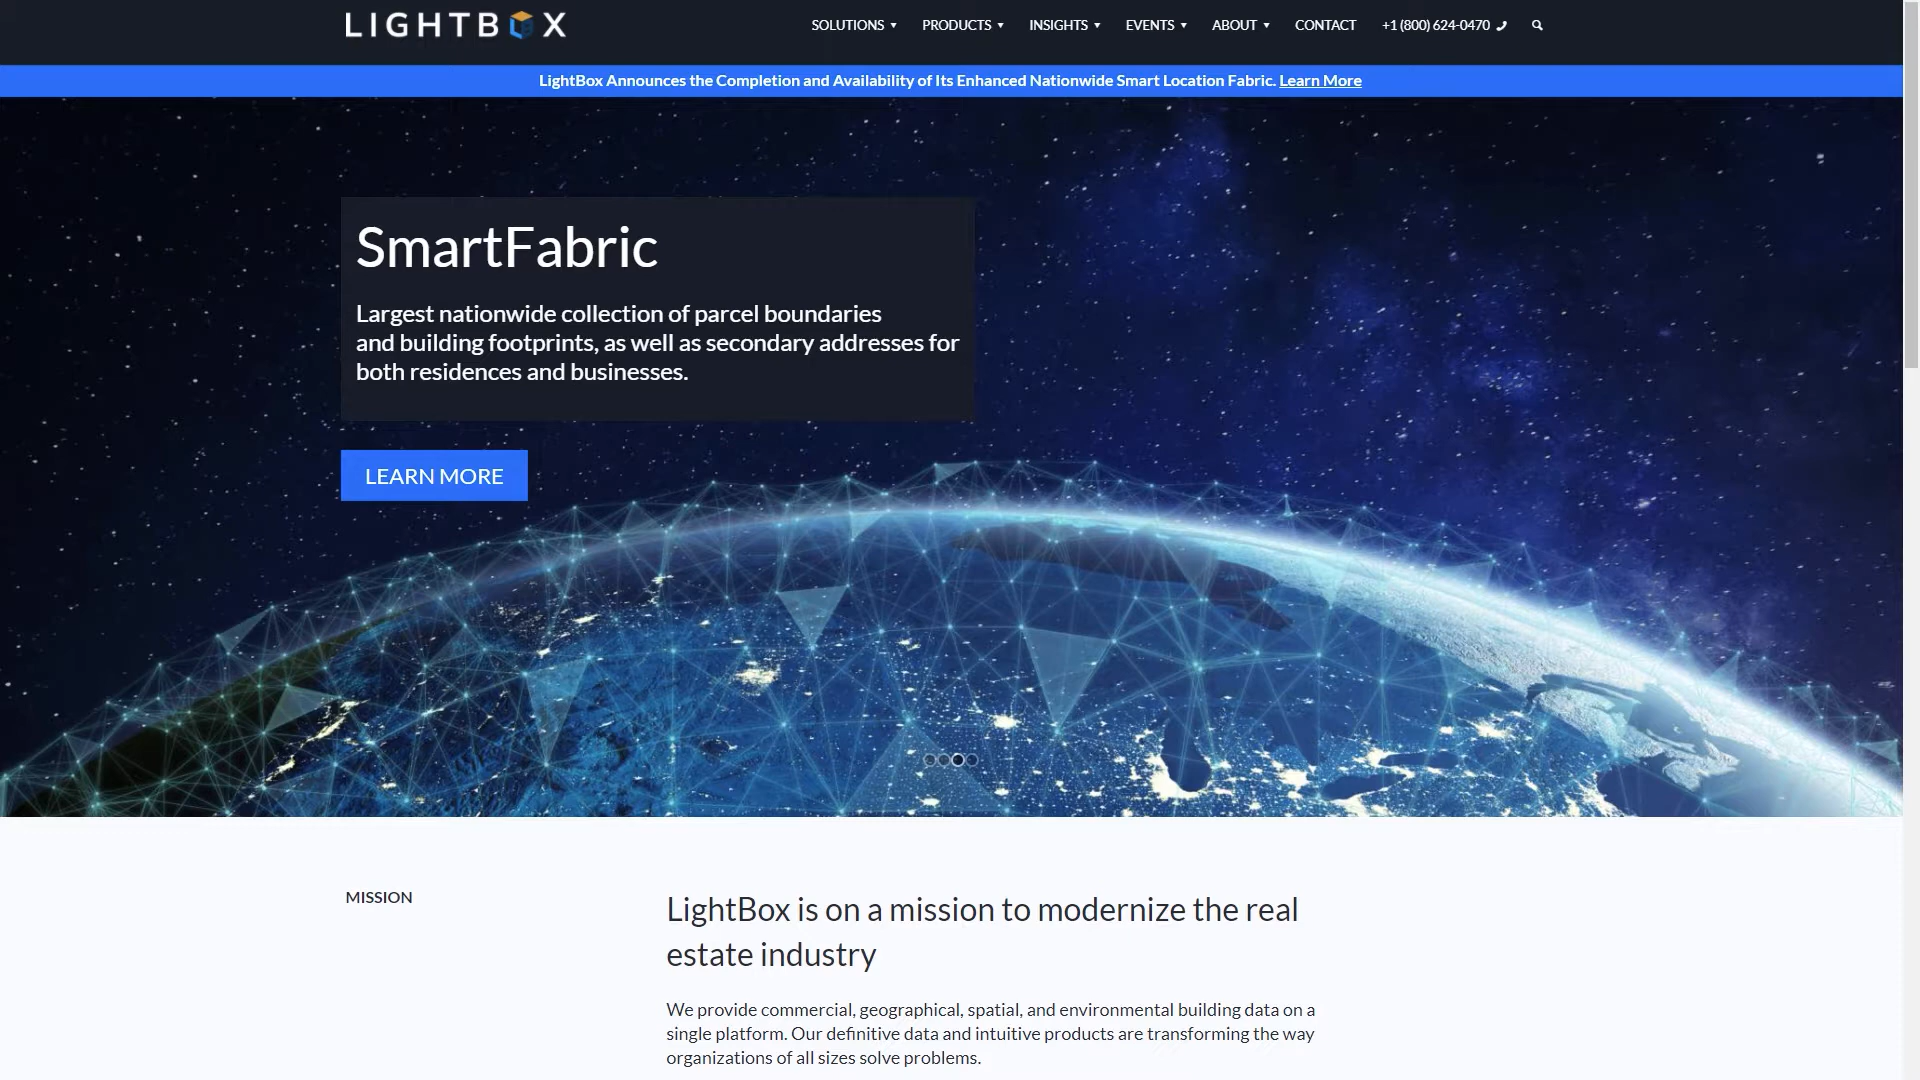 LIGHTBOX
SOLUTIONS PRODUCTS INSIGHTS EVENTS ABOUT CONTACT +1 (800) 624-0470
LightBox Announces the Completion and Availability of Its Enhanced Nationwide Smart Location Fabric. Learn More
SmartFabric
Largest nationwide collection of parcel boundaries
and building footprints, as well as secondary addresses for
both residences and businesses.
LEARN MORE
MISSION
LightBox is on a mission to modernize the real
estate industry
We provide commercial, geographical, spatial, and environmental building data on a
single platform. Our definitive data and intuitive products are transforming the way
organizations of all sizes solve problems.